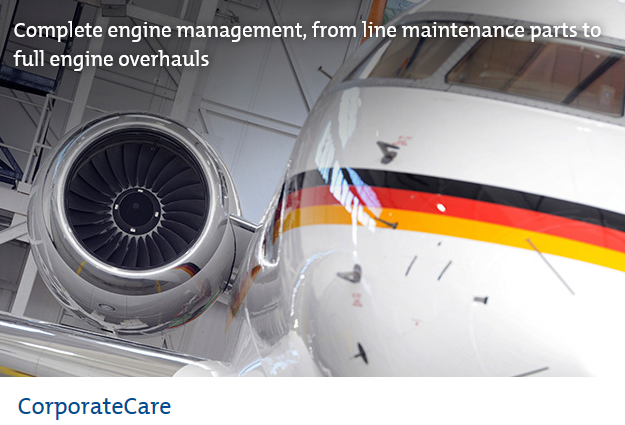 Complete engine management, from line maintenance parts to
full engine overhauls
CorporateCare